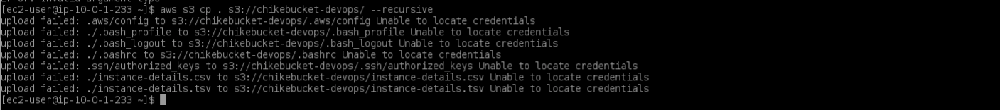 Error: Invalid argument type
[ec2-user@ip-10-0-1-233 ~]$ aws s3 cp . s3://chikebucket-devops/ --recursive
upload failed: .aws/config to s3://chikebucket-devops/.aws/config Unable to locate credentials
upload failed: ./.bash_profile to s3://chikebucket-devops/.bash_profile Unable to locate credentials
upload failed: ./.bash_logout to s3://chikebucket-devops/.bash_logout Unable to locate credentials
upload failed: ./.bashrc to s3://chikebucket-devops/.bashrc Unable to locate credentials
upload failed: .ssh/authorized_keys to s3://chikebucket-devops/.ssh/authorized_keys Unable to locate credentials
upload failed: ./instance-details.csv to s3://chikebucket-devops/instance-details.csv Unable to locate credentials
upload failed: ./instance-details.tsv to s3://chikebucket-devops/instance-details.tsv Unable to locate credentials
[ec2-user@ip-10-0-1-233 ~]$